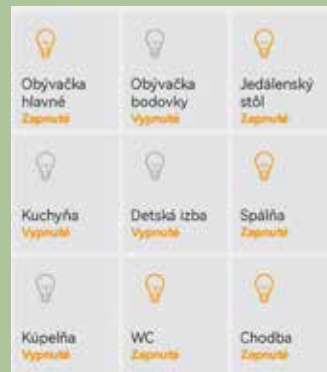 Obývačka
hlavné
Zapnuté
Obývačka
bodovky
Vypnuté
Jedálenský
stôl
Zapnuté
Kuchyňa
Vypnuté
Detská izba
Vypnuté
Spálňa
Zapnuté
Kúpelňa
Vypnuté
WC
Zapnuté
Chodba
Zapnuté